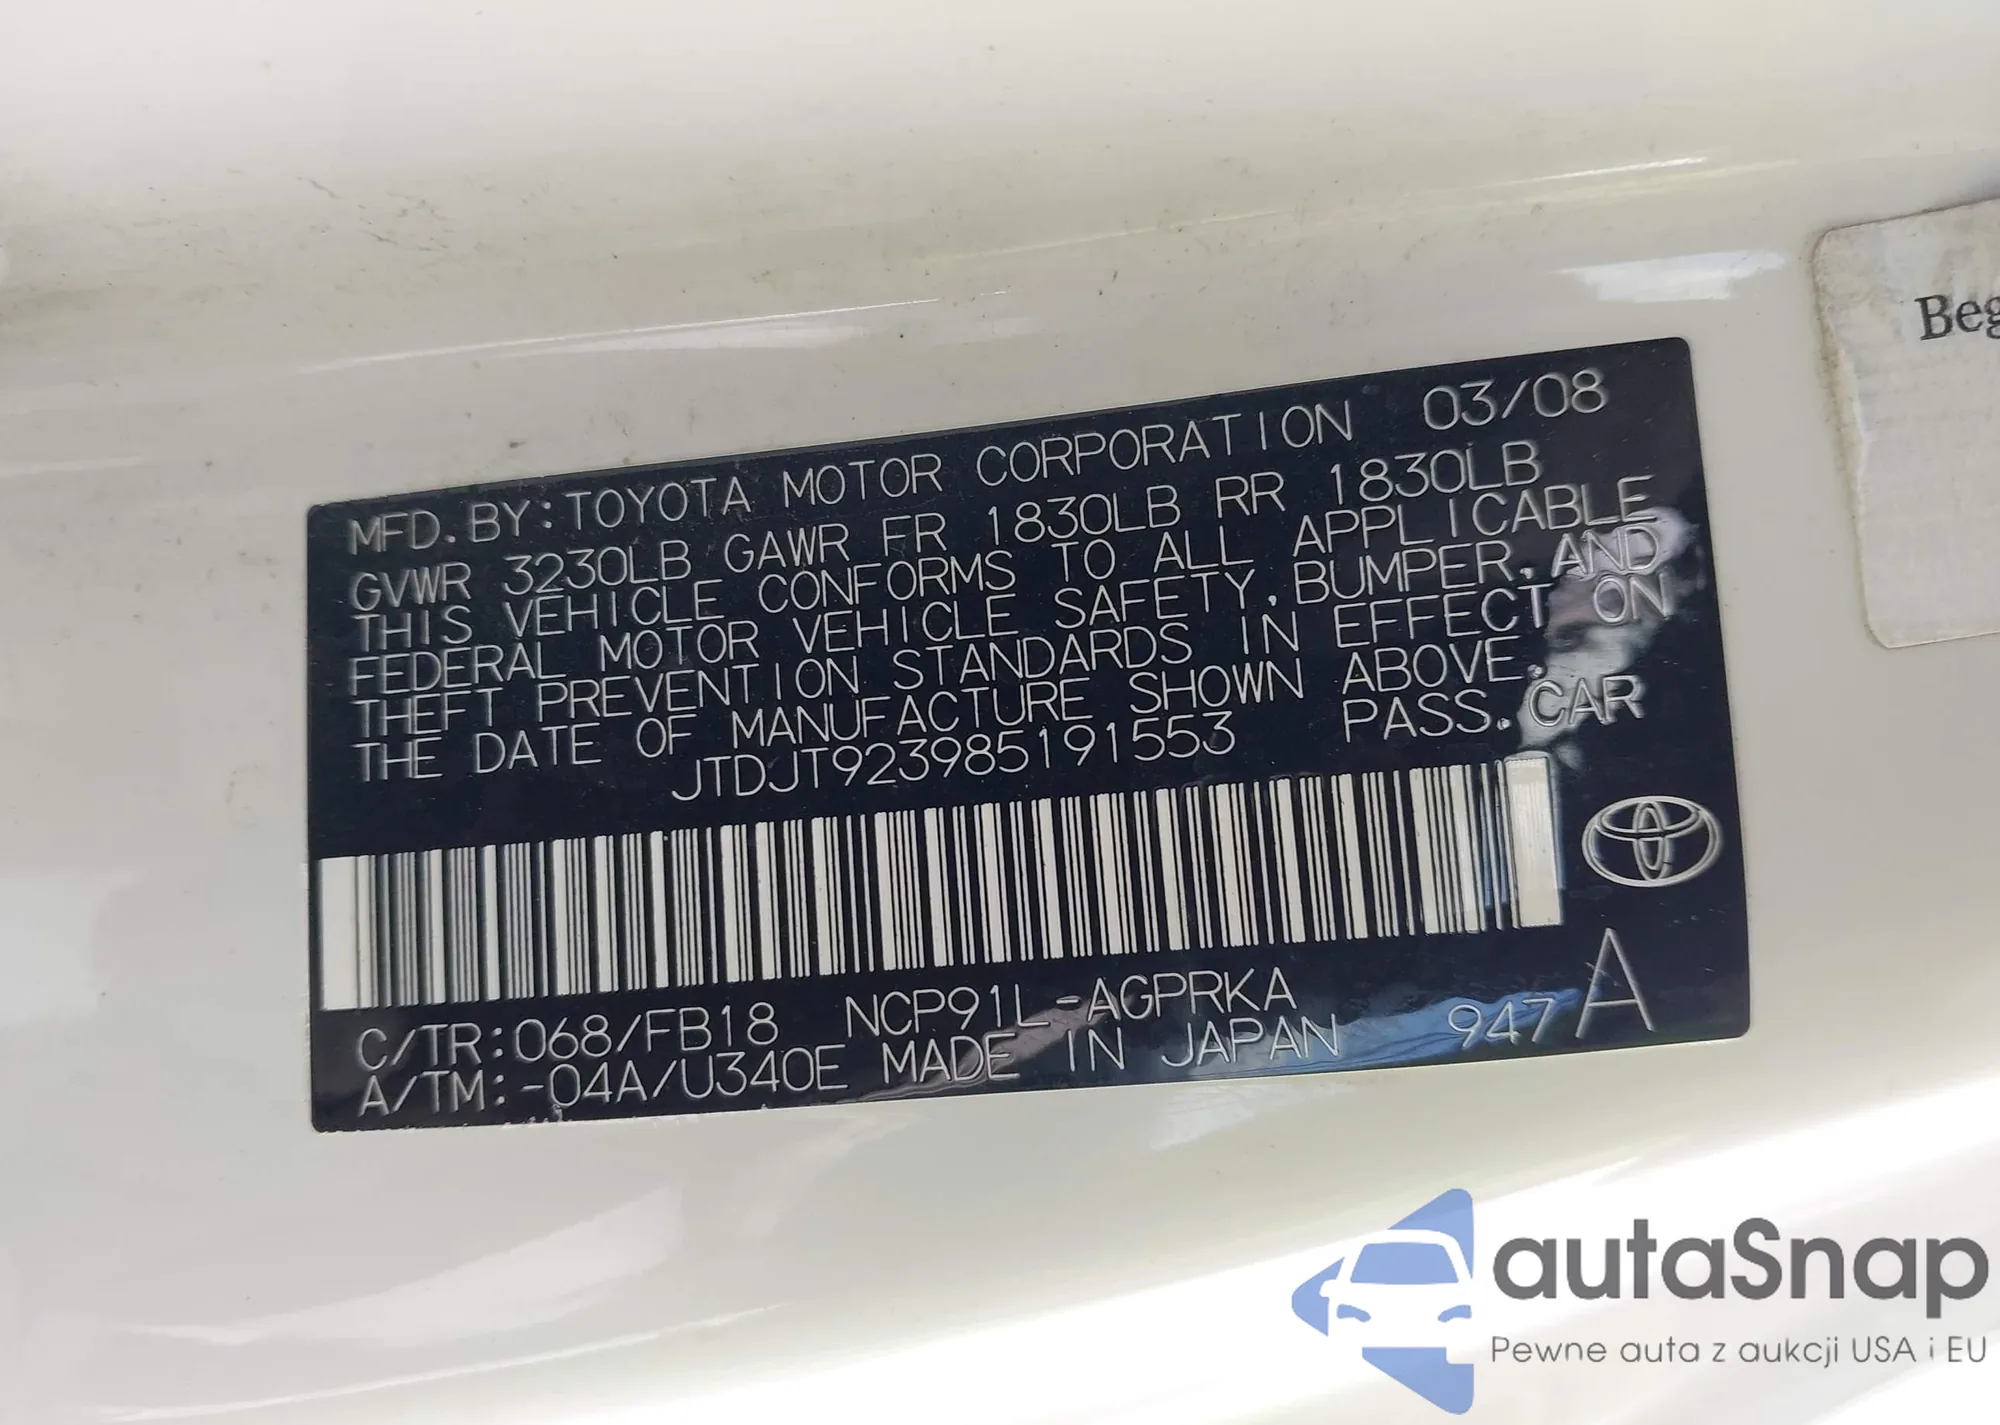 MFD.BY:TOYOTA MOTOR CORPORATION 03/08
GVWR 3230LB GAWR FR 1830LB RR 1830LB
THIS VEHICLE CONFORMS TO ALL APPLICABLE
FEDERAL MOTOR VEHICLE SAFETY,BUMPER,AND
THEFT PREVENTION STANDARDS IN EFFECT ON
THE DATE OF MANUFACTURE SHOWN ABOVE.
JTDJT923985191553 PASS.CAR
C/TR:068/FB18 NCP91L-AGPRKA
A/TM:-04A/U340E MADE IN JAPAN 947A
autaSnap
Pewne auta z aukcji USA i EU